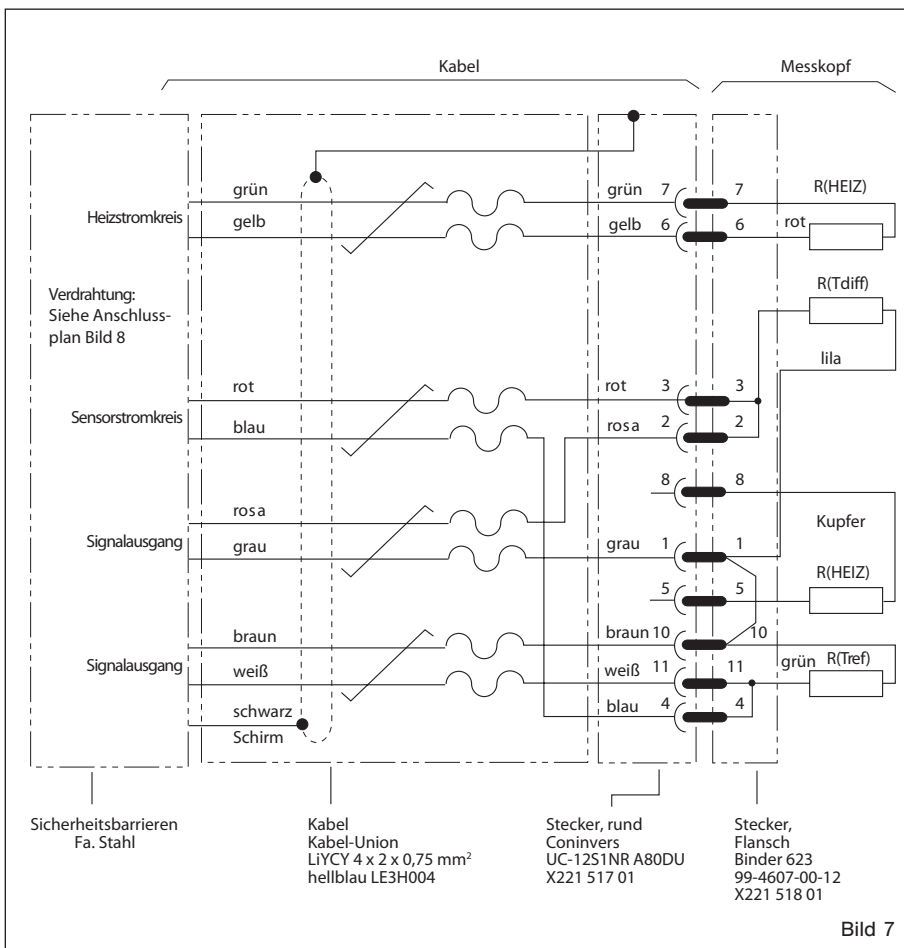 Kabel
Messkopf
grün
grün 7
7
R(HEIZ)
Heizstromkreis
gelb
gelb 6
6
rot
Verdrahtung:
Siehe Anschluss-
plan Bild 8
R(Tdiff)
lila
rot
rot 3
3
Sensorstromkreis
blau
rosa 2
2
8
8
rosa
Kupfer
Signalausgang
grau
grau 1
1
R(HEIZ)
5
5
braun
braun 10
10
Signalausgang
weiß
weiß 11
11
grün
R(Tref)
blau 4
4
schwarz
Schirm
Sicherheitsbarrieren
Fa. Stahl
Kabel
Kabel-Union
LiYCY 4 x 2 x 0,75 mm²
hellblau LE3H004
Stecker, rund
Coninvers
UC-12S1NR A80DU
X221 517 01
Stecker,
Flansch
Binder 623
99-4607-00-12
X221 518 01
Bild 7